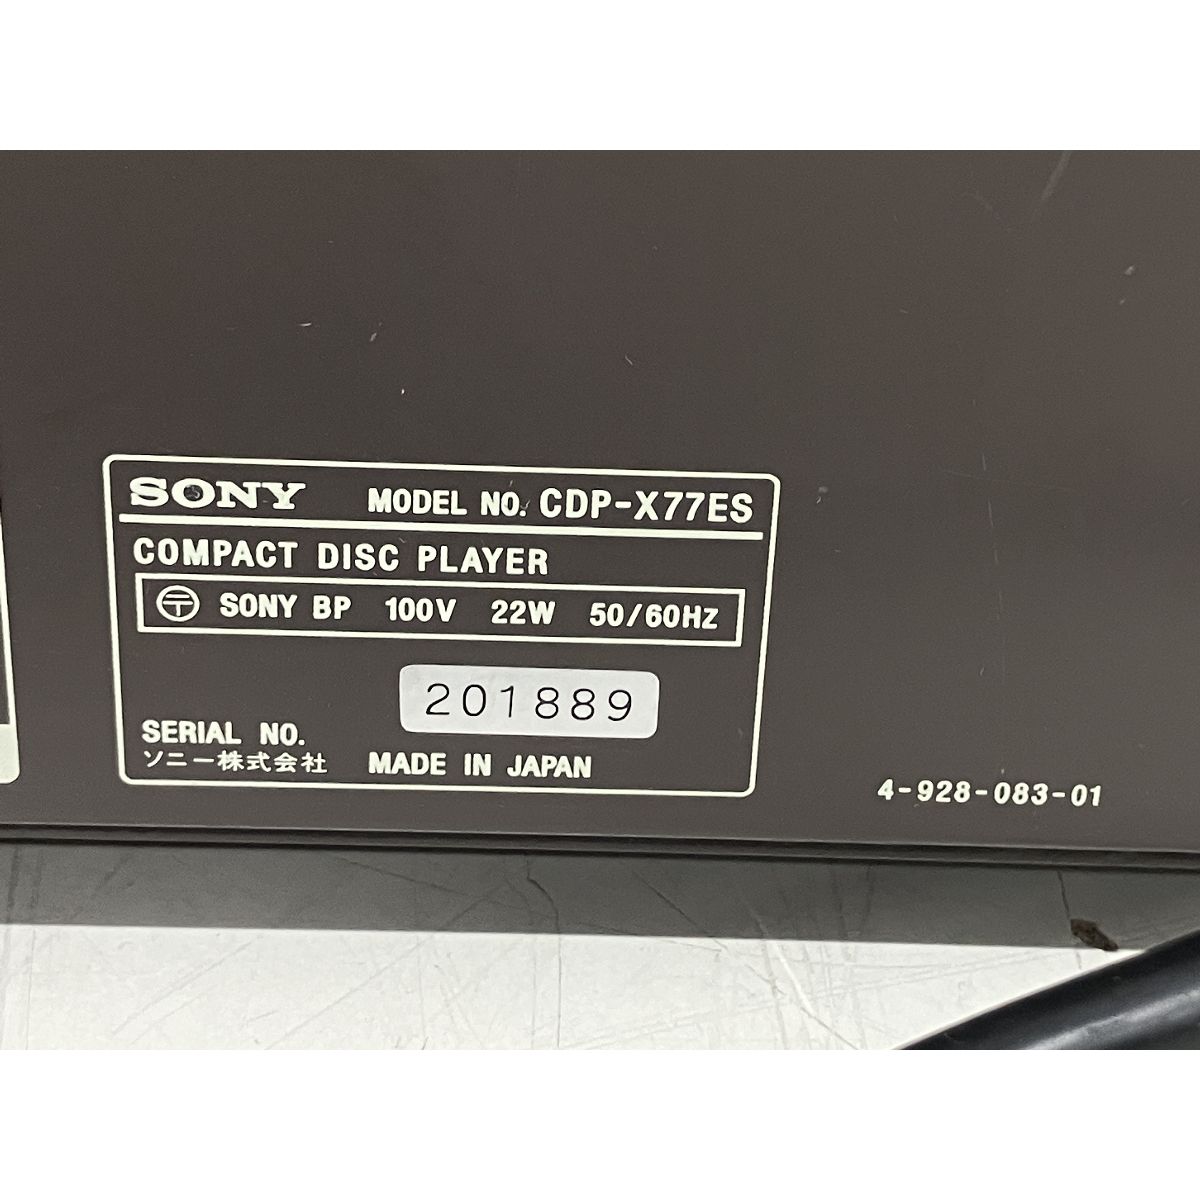 SONY MODEL NO. CDP-X77ES
COMPACT DISC PLAYER
SONY BP 100V 22W 50/60HZ
201889
SERIAL NO.
ソニー株式会社 MADE IN JAPAN
4-928-083-01